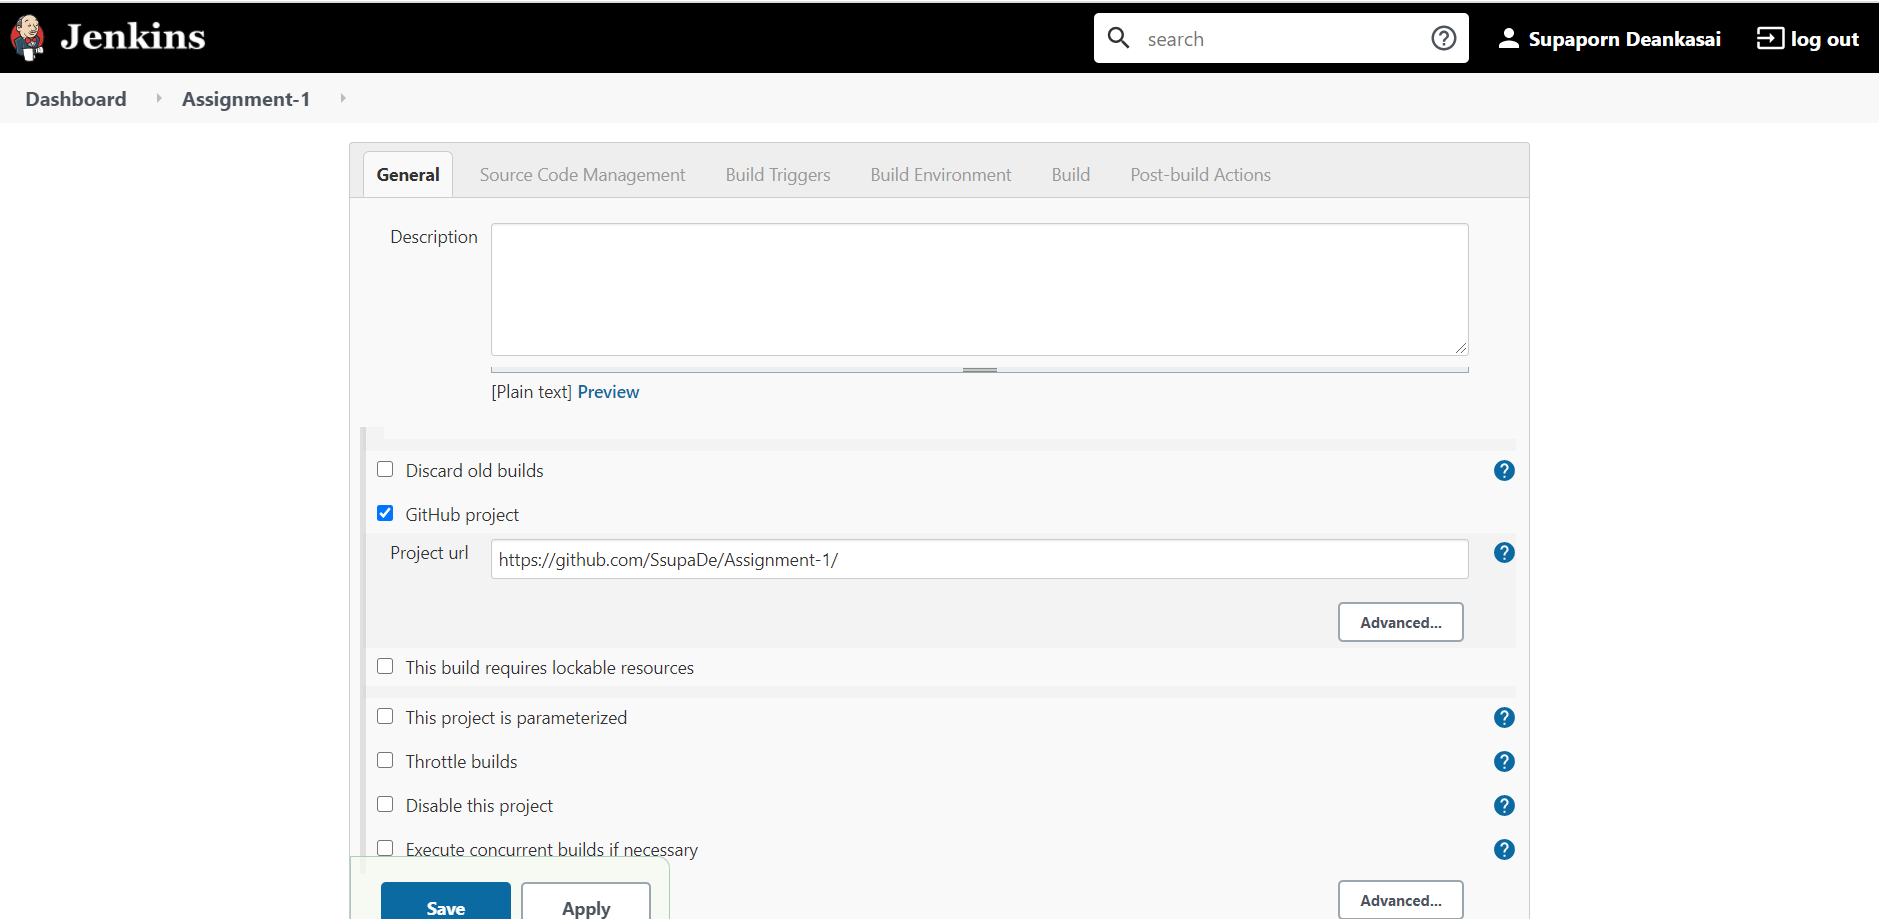 Jenkins
search
Supaporn Deankasai
log out
Dashboard
Assignment-1
General
Source Code Management
Build Triggers
Build Environment
Build
Post-build Actions
Description
[Plain text] Preview
Discard old builds
?
GitHub project
Project url
https://github.com/SsupaDe/Assignment-1/
?
Advanced...
This build requires lockable resources
This project is parameterized
?
Throttle builds
?
Disable this project
?
Execute concurrent builds if necessary
?
Save
Apply
Advanced...